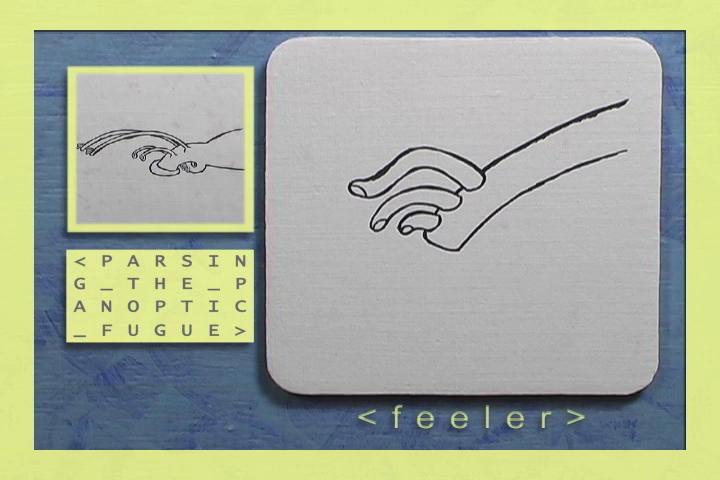 < P A R S I N
G _ T H E _ P
A N O P T I C
_ F U G U E >
< f e e l e r >